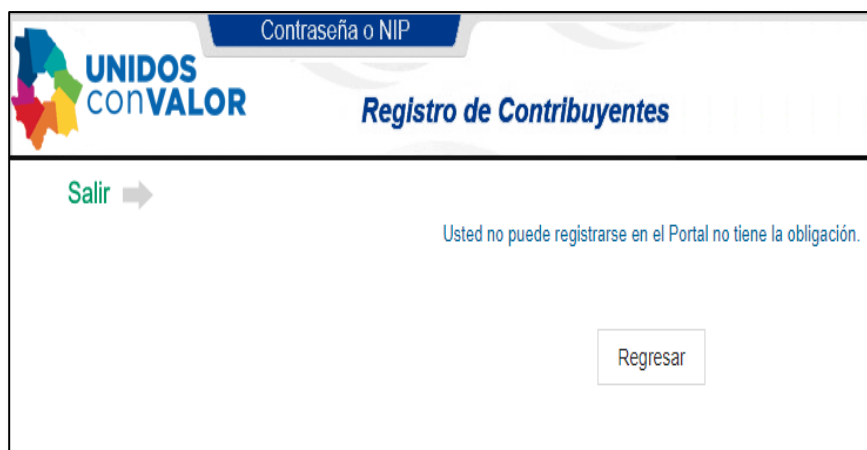 Contraseña o NIP
UNIDOS
conVALOR
Registro de Contribuyentes
Salir
Usted no puede registrarse en el Portal no tiene la obligación.
Regresar